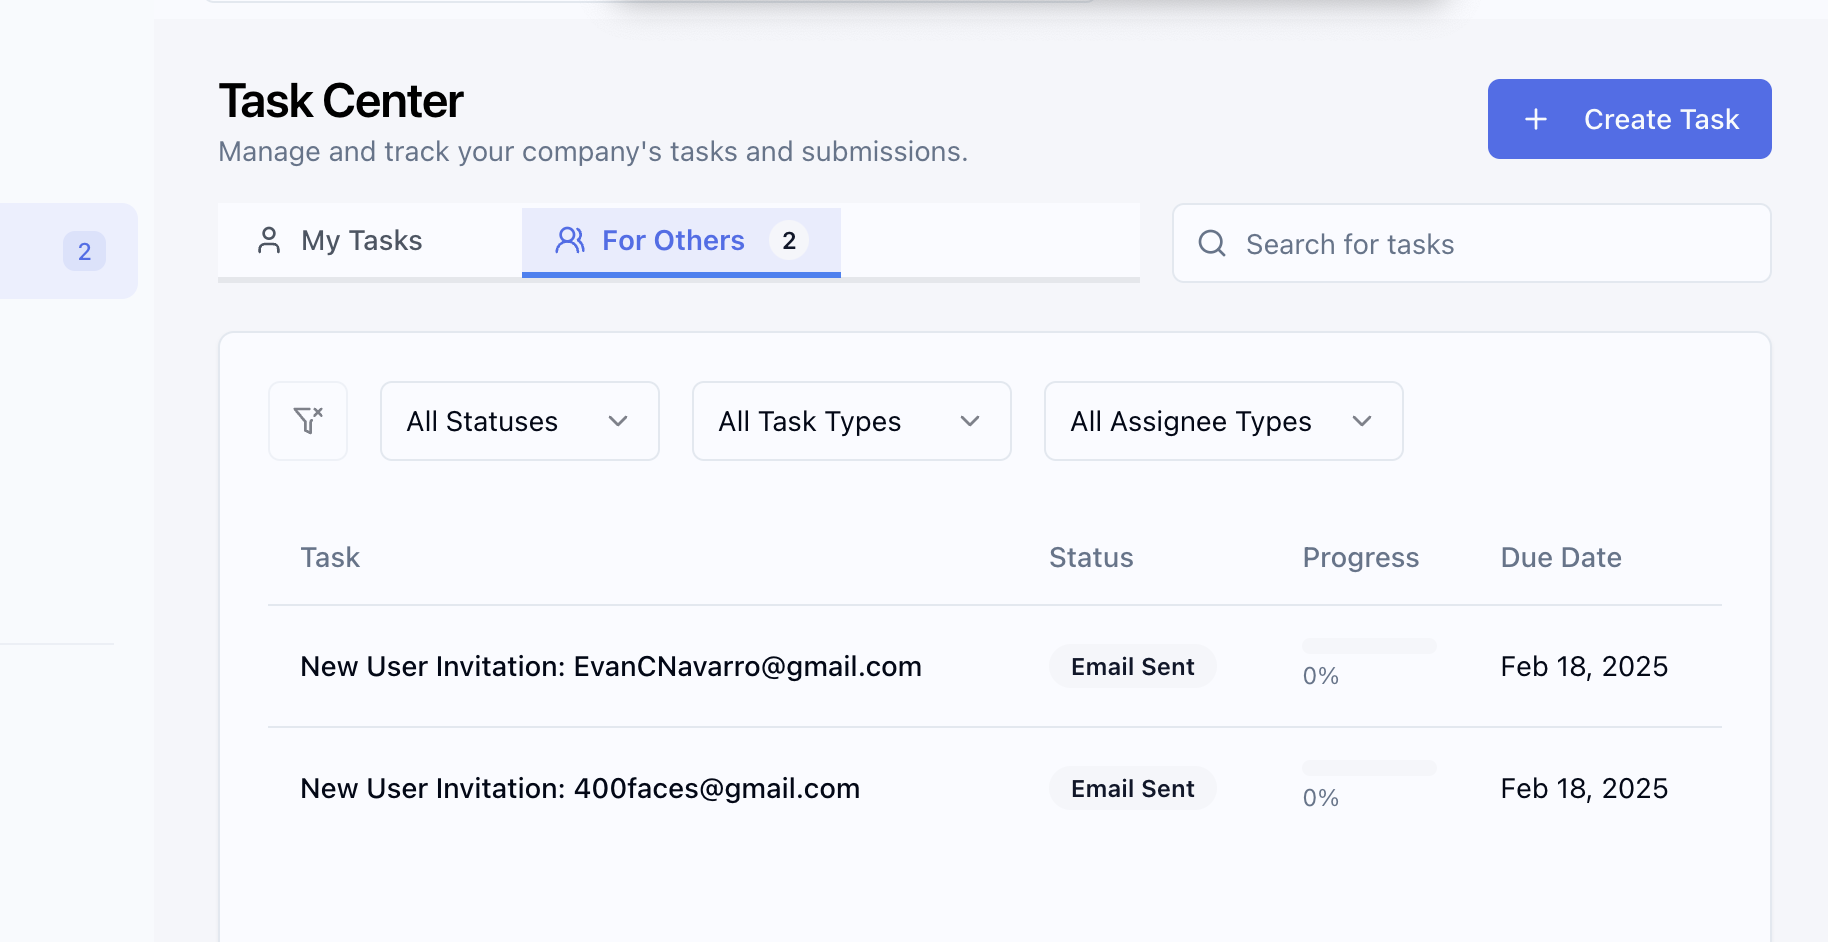 Task Center
Manage and track your company's tasks and submissions.
Create Task
2
My Tasks
For Others 2
Search for tasks
All Statuses
All Task Types
All Assignee Types
Task Status Progress Due Date
New User Invitation: EvanCNavarro@gmail.com Email Sent 0% Feb 18, 2025
New User Invitation: 400faces@gmail.com Email Sent 0% Feb 18, 2025